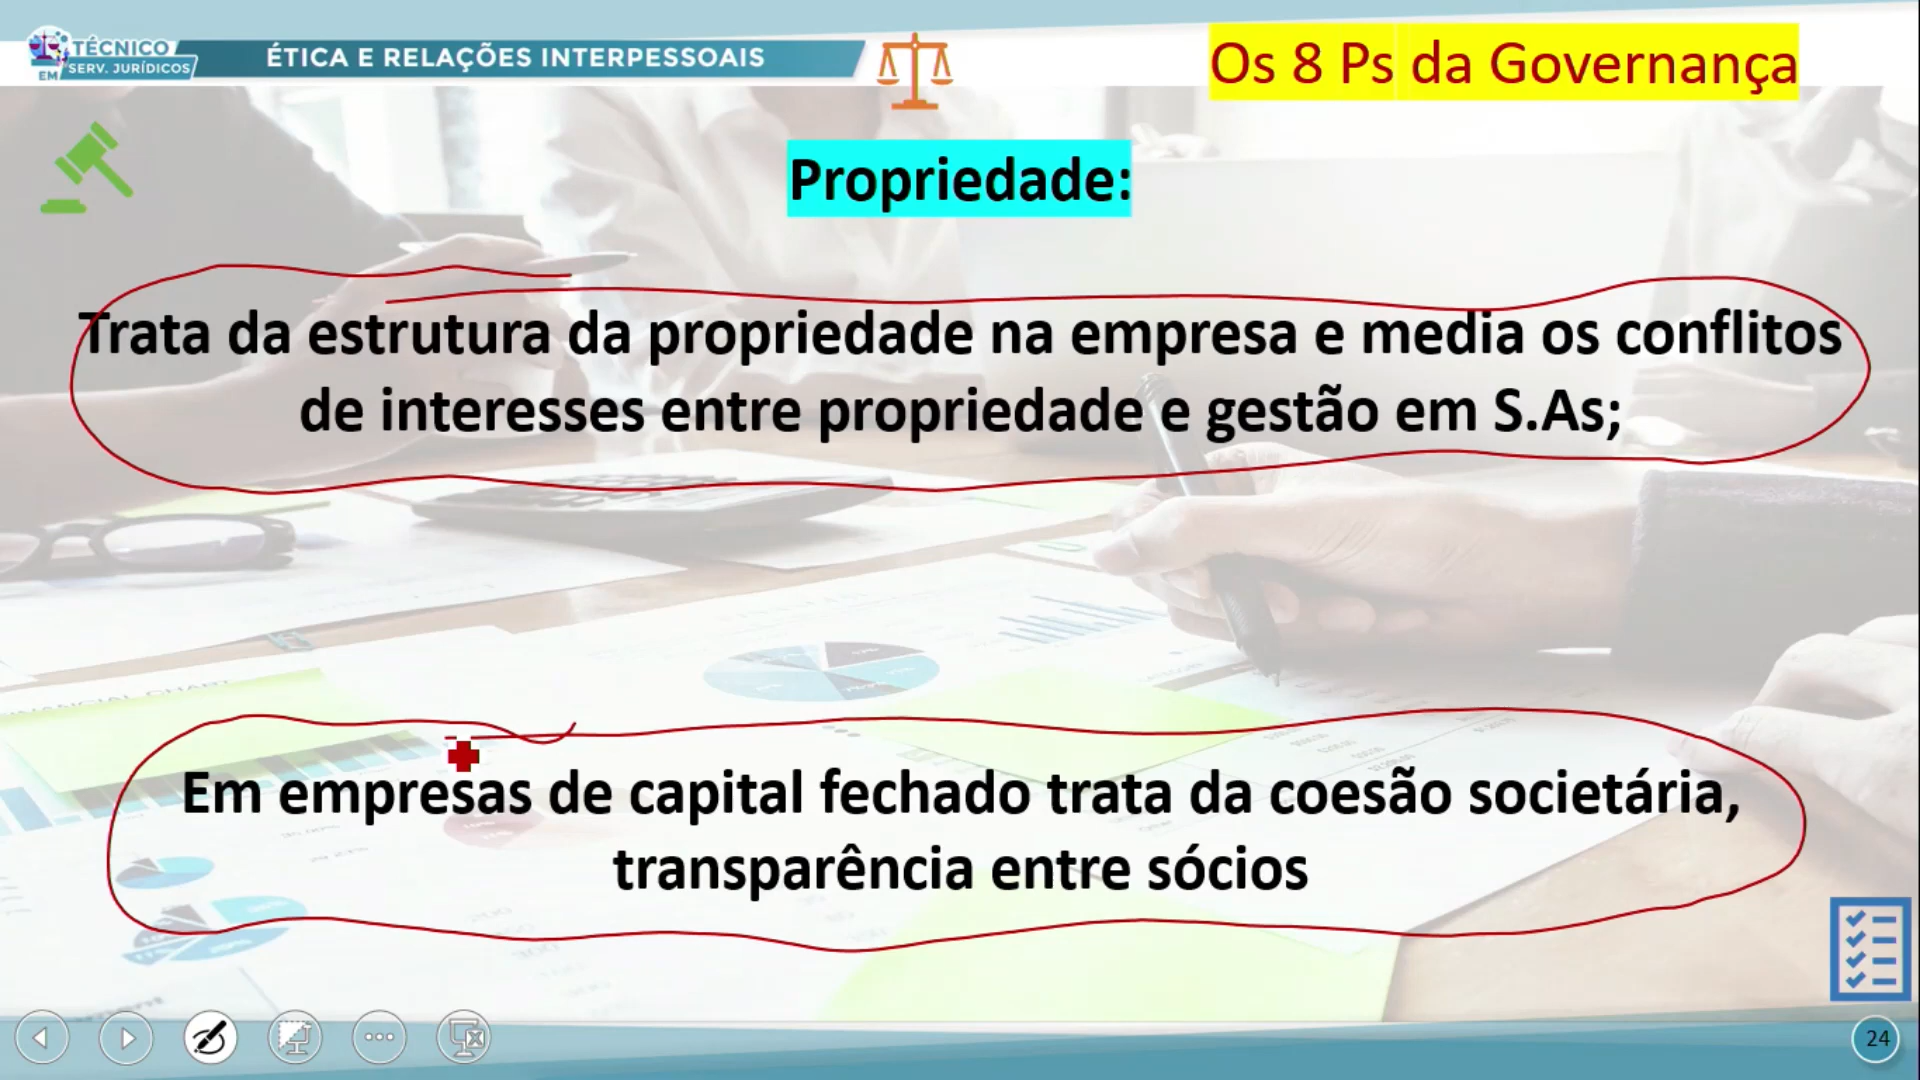 TÉCNICO
EM SERV. JURÍDICOS
ÉTICA E RELAÇÕES INTERPESSOAIS
Os 8 Ps da Governança
Propriedade:
Trata da estrutura da propriedade na empresa e media os conflitos
de interesses entre propriedade e gestão em S.As;
Em empresas de capital fechado trata da coesão societária,
transparência entre sócios
24